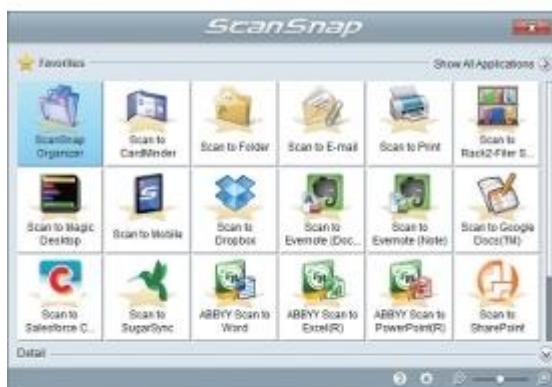 ScanSnap
Favorites
Show All Applications
ScanSnap
Organizer
Scan to
CardMinder
Scan to Folder
Scan to E-mail
Scan to Print
Scan to
Rack2-Filer S...
Scan to Magic
Desktop
Scan to Mobile
Scan to
Dropbox
Scan to
Evernote (Doc...
Scan to
Evernote (Note)
Scan to Google
Docs(TM)
Scan to
Salesforce C...
Scan to
SugarSync
ABBYY Scan to
Word
ABBYY Scan to
Excel(R)
ABBYY Scan to
PowerPoint(R)
Scan to
SharePoint
Detail